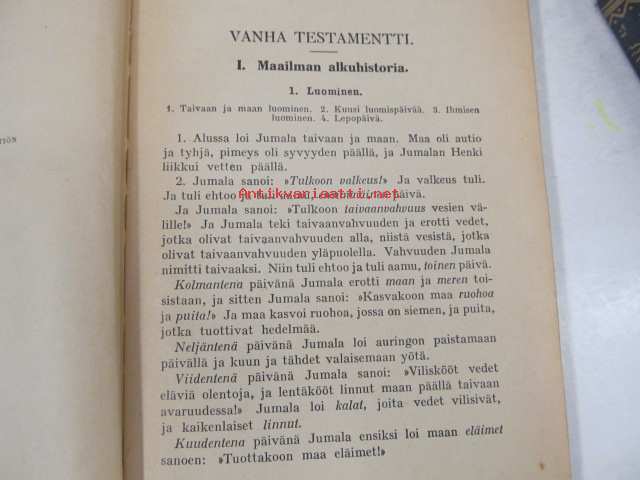 VANHA TESTAMENTTI.
I. Maailman alkuhistoria.
1. Luominen.
1. Taivaan ja maan luominen. 2. Kuusi luomispäivää. 3. Ihmisen
luominen. 4. Lepopäivä.
1. Alussa loi Jumala taivaan ja maan. Maa oli autio
ja tyhjä, pimeys oli syvyyden päällä, ja Jumalan Henki
liikkui vetten päällä.
2. Jumala sanoi: »Tulkoon valkeus!» Ja valkeus tuli.
Ja tuli ehtoo ja tuli aamu, ensimäinen päivä.
Antikvariaatti.net
Ja Jumala sanoi: »Tulkoon taivaanvahvuus vesien vä-
lille!» Ja Jumala teki taivaanvahvuuden ja erotti vedet,
jotka olivat taivaanvahvuuden alla, niistä vesistä, jotka
olivat taivaanvahvuuden yläpuolella. Vahvuuden Jumala
nimitti taivaaksi. Niin tuli ehtoo ja tuli aamu, toinen päivä.
Kolmantena päivänä Jumala erotti maan ja meren toi-
sistaan, ja sitten Jumala sanoi: »Kasvakoon maa ruohoa
ja puita!» Ja maa kasvoi ruohoa, jossa on siemen, ja puita,
jotka tuottivat hedelmää.
Neljäntenä päivänä Jumala loi auringon paistamaan
päivällä ja kuun ja tähdet valaisemaan yötä.
Viidentenä päivänä Jumala sanoi: »Vilisköөt vedet
eläviä olentoja, ja lentäkööt linnut maan päällä taivaan
avaruudessa!» Jumala loi kalat, joita vedet vilisivät,
ja kaikenlaiset linnut.
Kuudentena päivänä Jumala ensiksi loi maan eläimet
sanoen: »Tuottakoon maa eläimet!»